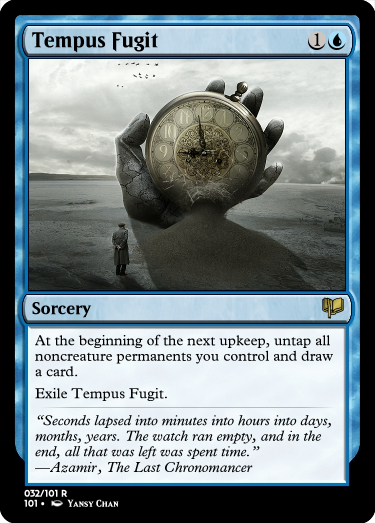 Tempus Fugit
1
Sorcery
At the beginning of the next upkeep, untap all
noncreature permanents you control and draw
a card.
Exile Tempus Fugit.
“Seconds lapsed into minutes into hours into days,
months, years. The watch ran empty, and in the
end, all that was left was spent time.”
—Azamir, The Last Chronomancer
032/101 R
101 • Yansy Chan